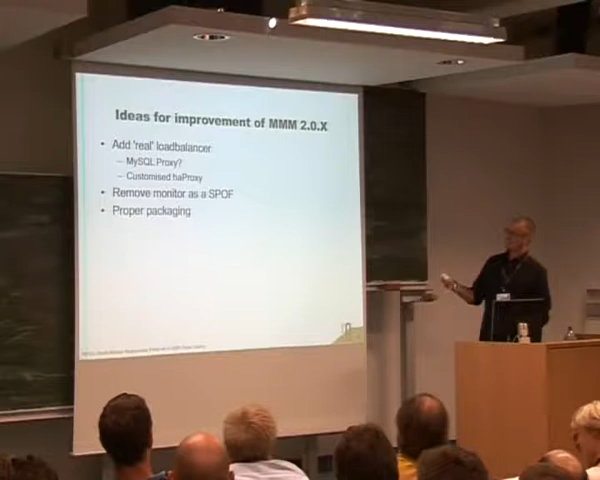 Ideas for improvement of MMM 2.0.X
• Add 'real' loadbalancer
– MySQL Proxy?
– Customised haProxy
• Remove monitor as a SPOF
• Proper packaging